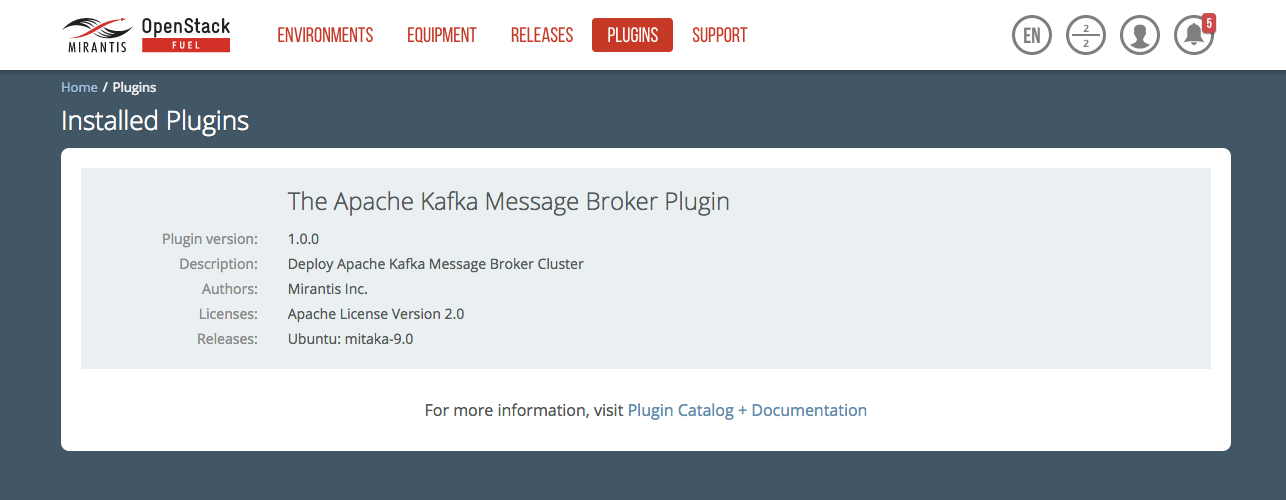 MIRANTIS
OpenStack
FUEL
ENVIRONMENTS EQUIPMENT RELEASES PLUGINS SUPPORT
EN
2
2
5
Home / Plugins
Installed Plugins
The Apache Kafka Message Broker Plugin
Plugin version: 1.0.0
Description: Deploy Apache Kafka Message Broker Cluster
Authors: Mirantis Inc.
Licenses: Apache License Version 2.0
Releases: Ubuntu: mitaka-9.0
For more information, visit Plugin Catalog + Documentation